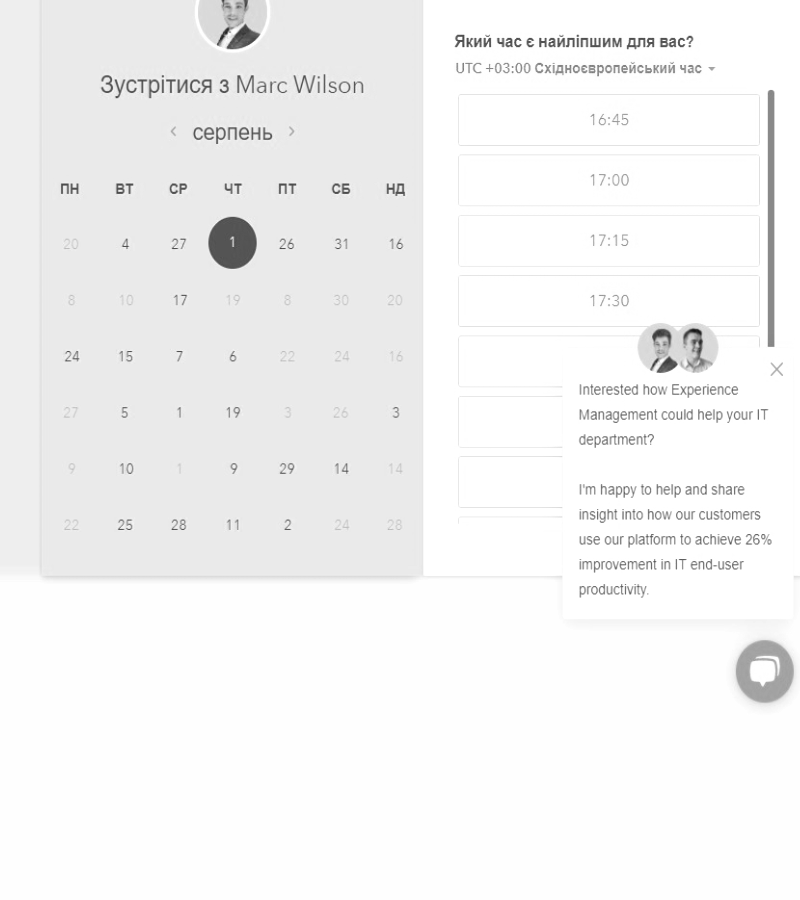 Зустрітися з Marc Wilson
серпень
ПН ВТ СР ЧТ ПТ СБ НД
20 4 27 1 26 31 16
8 10 17 19 8 30 20
24 15 7 6 22 24 16
27 5 1 19 3 26 3
9 10 1 9 29 14 14
22 25 28 11 2 24 28
Який час є найліпшим для вас?
UTC +03:00 Східноєвропейський час
16:45
17:00
17:15
17:30
Interested how Experience
Management could help your IT
department?
I'm happy to help and share
insight into how our customers
use our platform to achieve 26%
improvement in IT end-user
productivity.